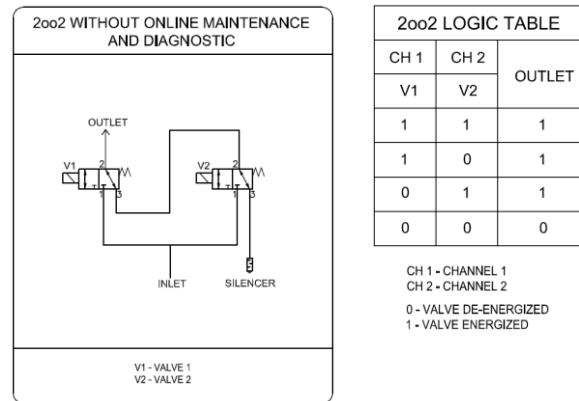 2oo2 WITHOUT ONLINE MAINTENANCE
AND DIAGNOSTIC
OUTLET
V1
2
1
3
V2
2
1
3
INLET
SILENCER
V1 - VALVE 1
V2 - VALVE 2
2oo2 LOGIC TABLE
CH 1 CH 2 OUTLET
V1 V2
1 1 1
1 0 1
0 1 1
0 0 0
CH 1 - CHANNEL 1
CH 2 - CHANNEL 2
0 - VALVE DE-ENERGIZED
1 - VALVE ENERGIZED